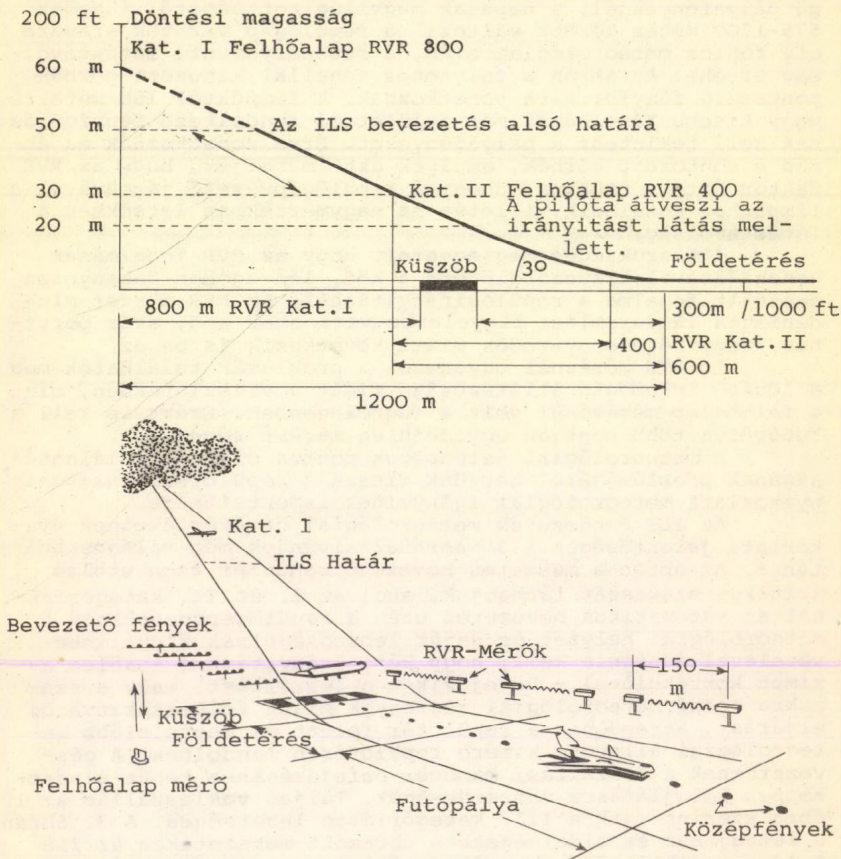 200 ft Döntési magasság
Kat. I Felhőalap RVR 800
60 m
50 m
Az ILS bevezetés alsó határa
30 m
Kat.II Felhőalap RVR 400
20 m
A pilóta átveszi az
irányitást látás mel-
lett.
Küszöb
3º
Földetérés
800 m RVR Kat.I
300m /1000 ft
400 RVR Kat.II
600 m
1200 m
Kat. I
ILS Határ
Bevezető fények
RVR-Mérők
150
m
Küszöb
Földetérés
Felhőalap mérő
Futópálya
Középfények